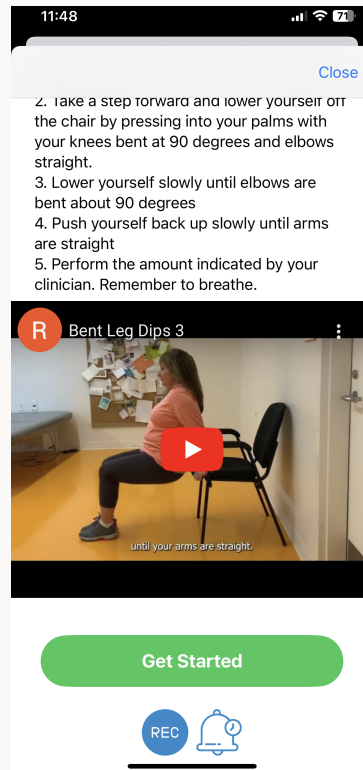 11:48
71
Close
2. Take a step forward and lower yourself off
the chair by pressing into your palms with
your knees bent at 90 degrees and elbows
straight.
3. Lower yourself slowly until elbows are
bent about 90 degrees
4. Push yourself back up slowly until arms
are straight
5. Perform the amount indicated by your
clinician. Remember to breathe.
R Bent Leg Dips 3
until your arms are straight.
Get Started
REC